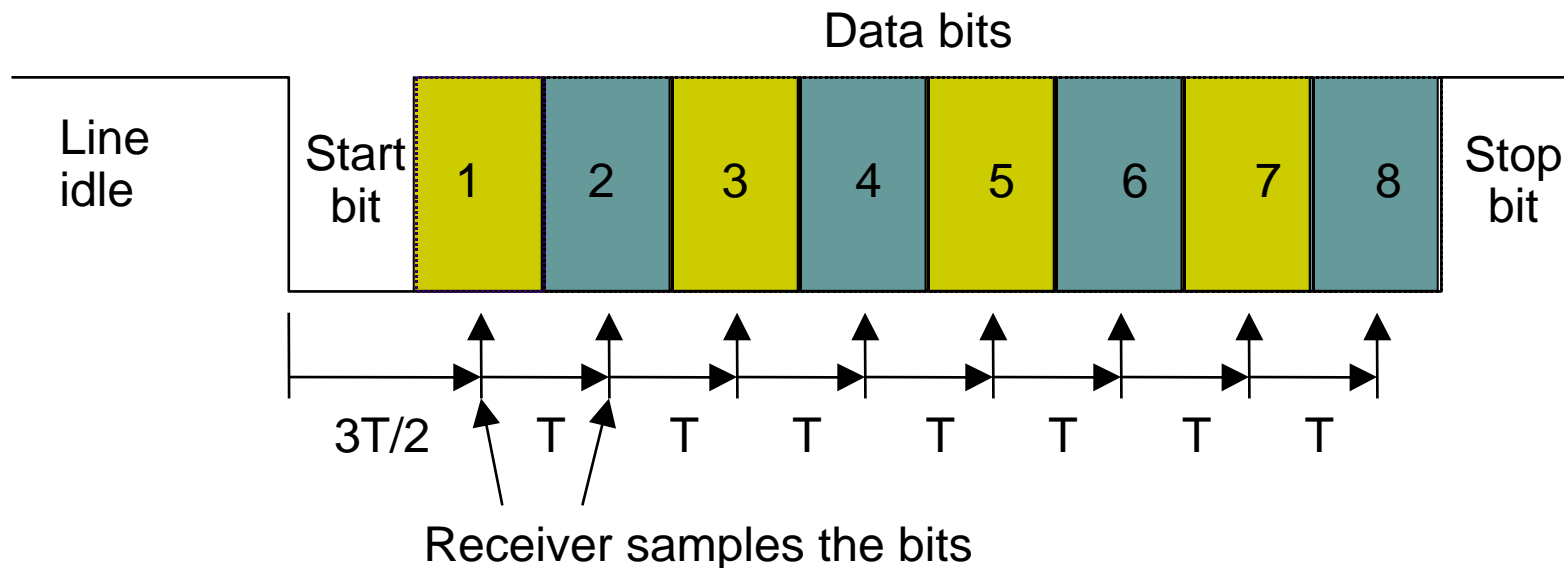 Data bits
Line
idle
Start
bit
1 2 3 4 5 6 7 8
Stop
bit
3T/2 T T T T T T T
Receiver samples the bits